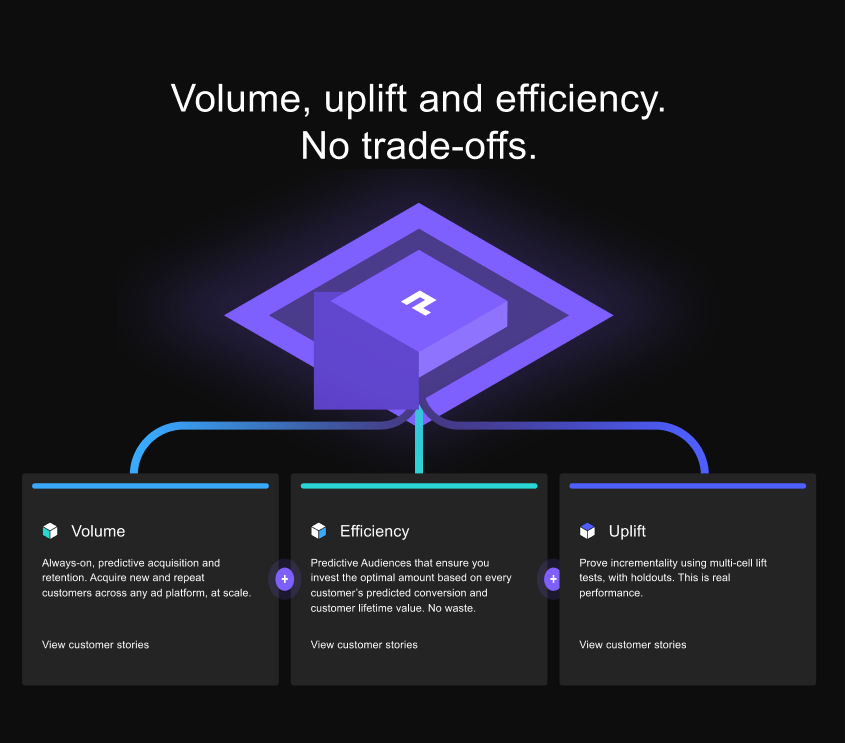 Volume, uplift and efficiency.
No trade-offs.
Volume
Always-on, predictive acquisition and
retention. Acquire new and repeat
customers across any ad platform, at scale.
View customer stories
+
Efficiency
Predictive Audiences that ensure you
invest the optimal amount based on every
customer’s predicted conversion and
customer lifetime value. No waste.
View customer stories
+
Uplift
Prove incrementality using multi-cell lift
tests, with holdouts. This is real
performance.
View customer stories